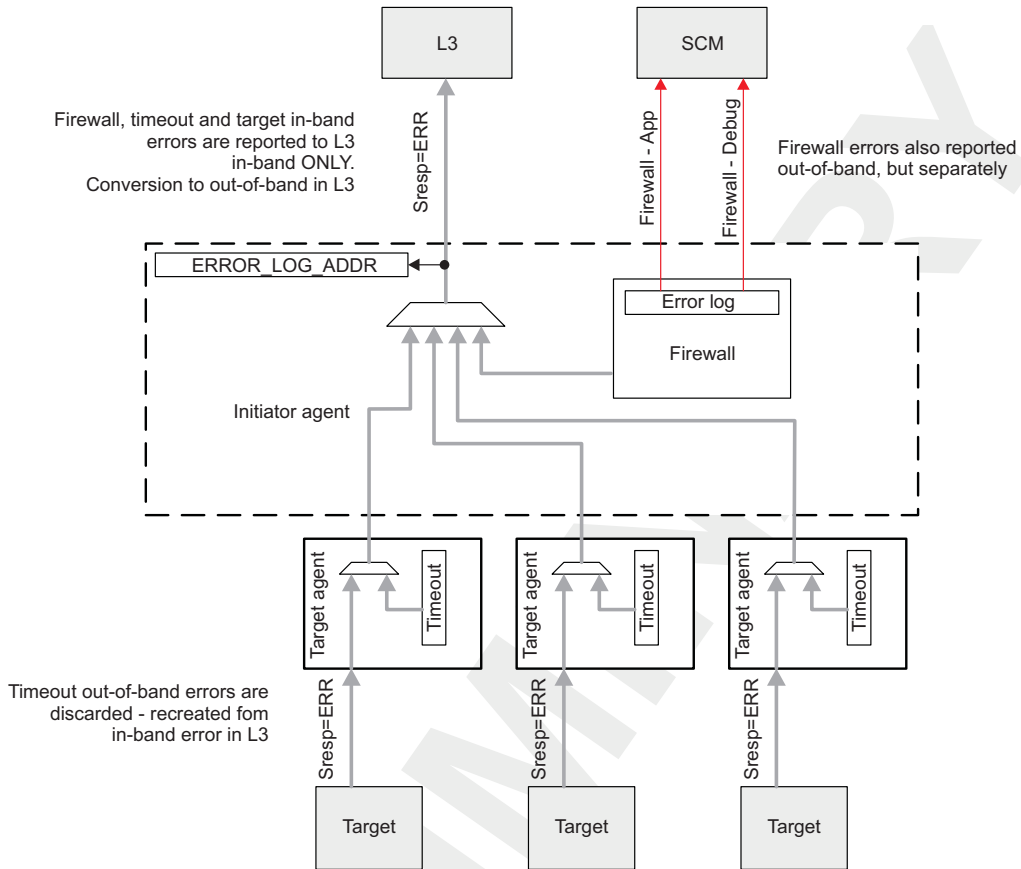 L3
SCM
Firewall, timeout and target in-band
errors are reported to L3
in-band ONLY.
Conversion to out-of-band in L3
Sresp=ERR
Firewall - App
Firewall - Debug
Firewall errors also reported
out-of-band, but separately
ERROR_LOG_ADDR
Error log
Firewall
Initiator agent
Target agent
Timeout
Target agent
Timeout
Target agent
Timeout
Timeout out-of-band errors are
discarded - recreated fom
in-band error in L3
Sresp=ERR
Sresp=ERR
Sresp=ERR
Target
Target
Target